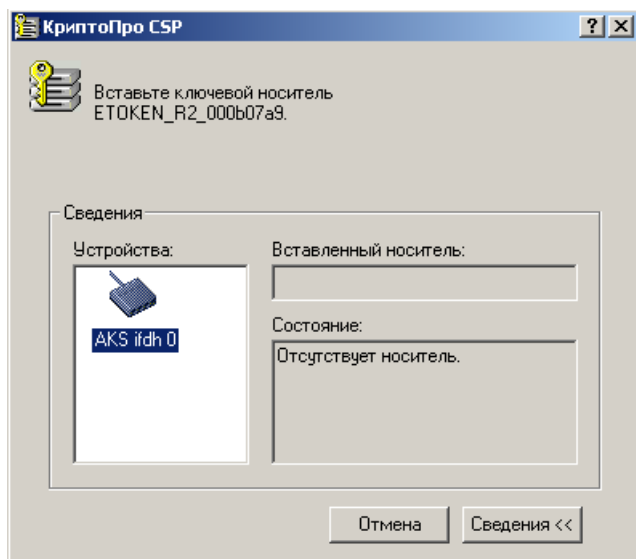 КриптоПро CSP
Вставьте ключевой носитель
ETOKEN_R2_000b07a9.
Сведения
Устройства:
AKS ifdh 0
Вставленный носитель:
Состояние:
Отсутствует носитель.
Отмена
Сведения <<